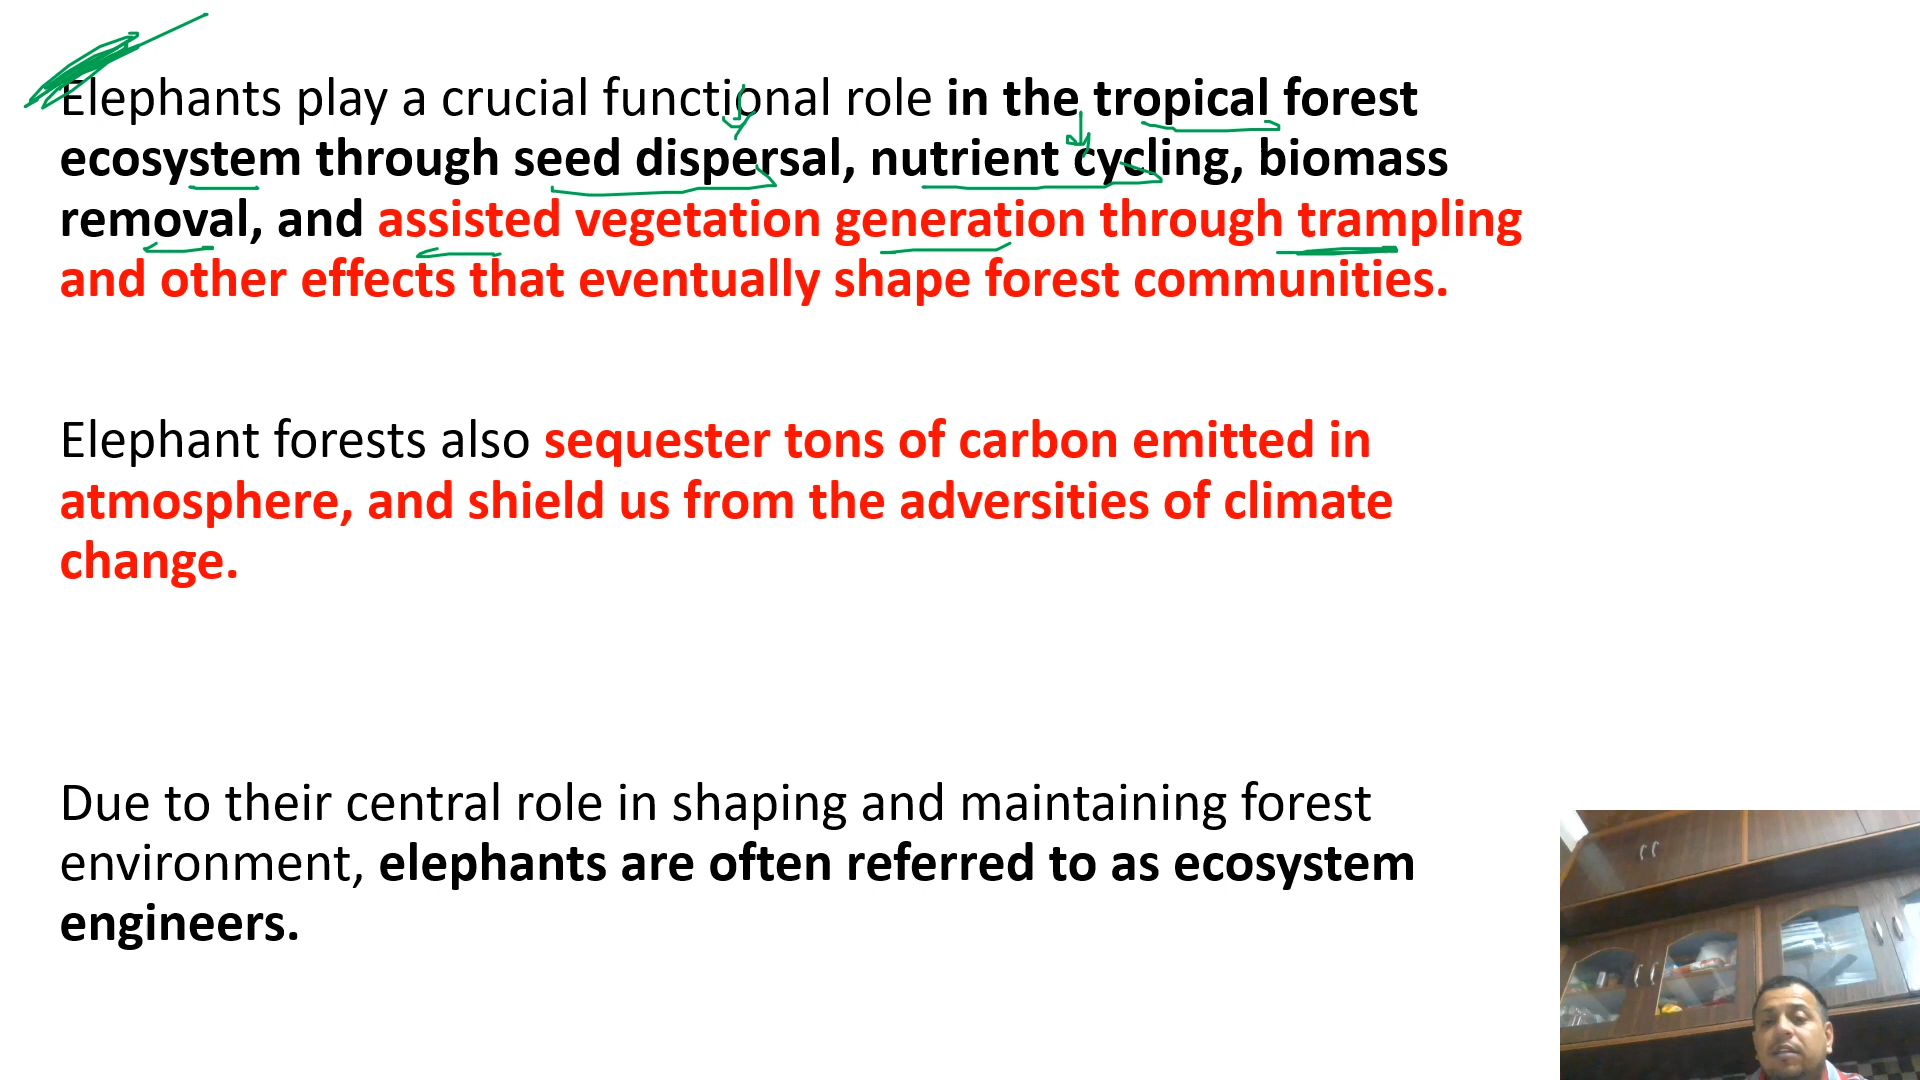 Elephants play a crucial functional role in the tropical forest
ecosystem through seed dispersal, nutrient cycling, biomass
removal, and assisted vegetation generation through trampling
and other effects that eventually shape forest communities.
Elephant forests also sequester tons of carbon emitted in
atmosphere, and shield us from the adversities of climate
change.
Due to their central role in shaping and maintaining forest
environment, elephants are often referred to as ecosystem
engineers.